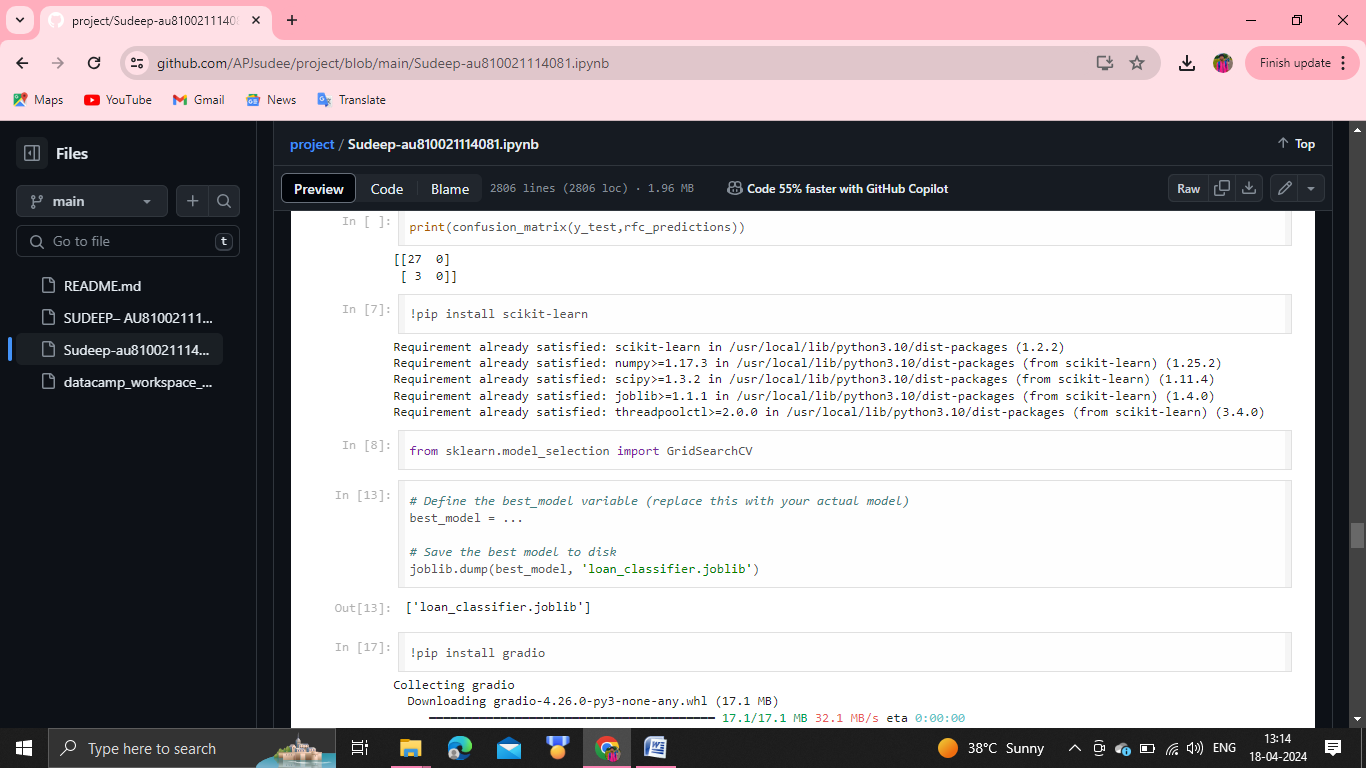 project/Sudeep-au81002111408
github.com/APJsudee/project/blob/main/Sudeep-au810021114081.ipynb
Finish update
Maps
YouTube
Gmail
News
Translate
Files
main
Go to file
t
README.md
SUDEEP– AU81002111...
Sudeep-au810021114...
datacamp_workspace_...
project / Sudeep-au810021114081.ipynb
Top
Preview
Code
Blame
2806 lines (2806 loc) · 1.96 MB
Code 55% faster with GitHub Copilot
Raw
In [ ]:
print(confusion_matrix(y_test,rfc_predictions))
[[27  0]
 [ 3  0]]
In [7]:
!pip install scikit-learn
Requirement already satisfied: scikit-learn in /usr/local/lib/python3.10/dist-packages (1.2.2)
Requirement already satisfied: numpy>=1.17.3 in /usr/local/lib/python3.10/dist-packages (from scikit-learn) (1.25.2)
Requirement already satisfied: scipy>=1.3.2 in /usr/local/lib/python3.10/dist-packages (from scikit-learn) (1.11.4)
Requirement already satisfied: joblib>=1.1.1 in /usr/local/lib/python3.10/dist-packages (from scikit-learn) (1.4.0)
Requirement already satisfied: threadpoolctl>=2.0.0 in /usr/local/lib/python3.10/dist-packages (from scikit-learn) (3.4.0)
In [8]:
from sklearn.model_selection import GridSearchCV
In [13]:
# Define the best_model variable (replace this with your actual model)
best_model = ...
# Save the best model to disk
joblib.dump(best_model, 'loan_classifier.joblib')
Out[13]:
['loan_classifier.joblib']
In [17]:
!pip install gradio
Collecting gradio
Downloading gradio-4.26.0-py3-none-any.whl (17.1 MB)
17.1/17.1 MB 32.1 MB/s eta 0:00:00
Type here to search
38°C Sunny
ENG
13:14
18-04-2024